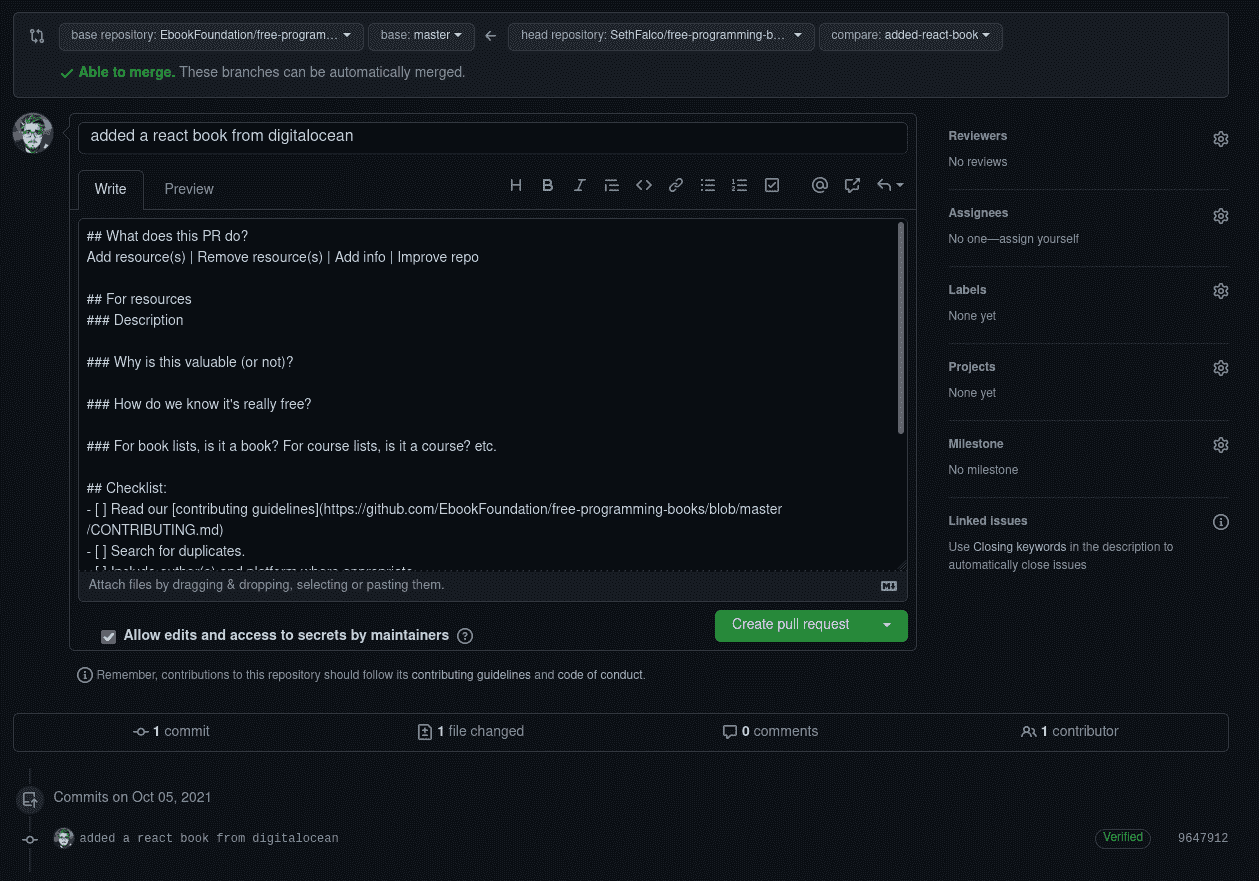 base repository: EbookFoundation/free-program... base: master head repository: SethFalco/free-programming-b... compare: added-react-book
Able to merge. These branches can be automatically merged.
added a react book from digitalocean
Write Preview
## What does this PR do?
Add resource(s) | Remove resource(s) | Add info | Improve repo
## For resources
### Description
### Why is this valuable (or not)?
### How do we know it's really free?
### For book lists, is it a book? For course lists, is it a course? etc.
## Checklist:
- [ ] Read our [contributing guidelines](https://github.com/EbookFoundation/free-programming-books/blob/master
/CONTRIBUTING.md)
- [ ] Search for duplicates.
- [ ] Include author(s) and platform where appropriate.
Attach files by dragging & dropping, selecting or pasting them.
Allow edits and access to secrets by maintainers
Create pull request
Remember, contributions to this repository should follow its contributing guidelines and code of conduct.
Reviewers
No reviews
Assignees
No one—assign yourself
Labels
None yet
Projects
None yet
Milestone
No milestone
Linked issues
Use Closing keywords in the description to
automatically close issues
1 commit 1 file changed 0 comments 1 contributor
Commits on Oct 05, 2021
added a react book from digitalocean Verified 9647912